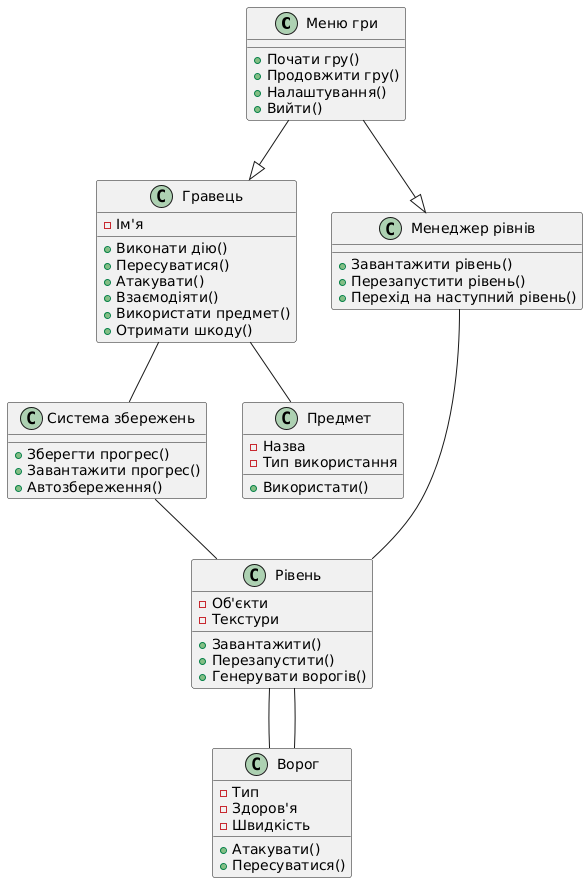 C Меню гри
Почати гру()
Продовжити гру()
Налаштування()
Вийти()
C Гравець
Ім'я
Виконати дію()
Пересуватися()
Атакувати()
Взаємодіяти()
Використати предмет()
Отримати шкоду()
C Менеджер рівнів
Завантажити рівень()
Перезапустити рівень()
Перехід на наступний рівень()
C Система збережень
Зберегти прогрес()
Завантажити прогрес()
Автозбереження()
C Предмет
Назва
Тип використання
Використати()
C Рівень
Об'єкти
Текстури
Завантажити()
Перезапустити()
Генерувати ворогів()
C Ворог
Тип
Здоров'я
Швидкість
Атакувати()
Пересуватися()